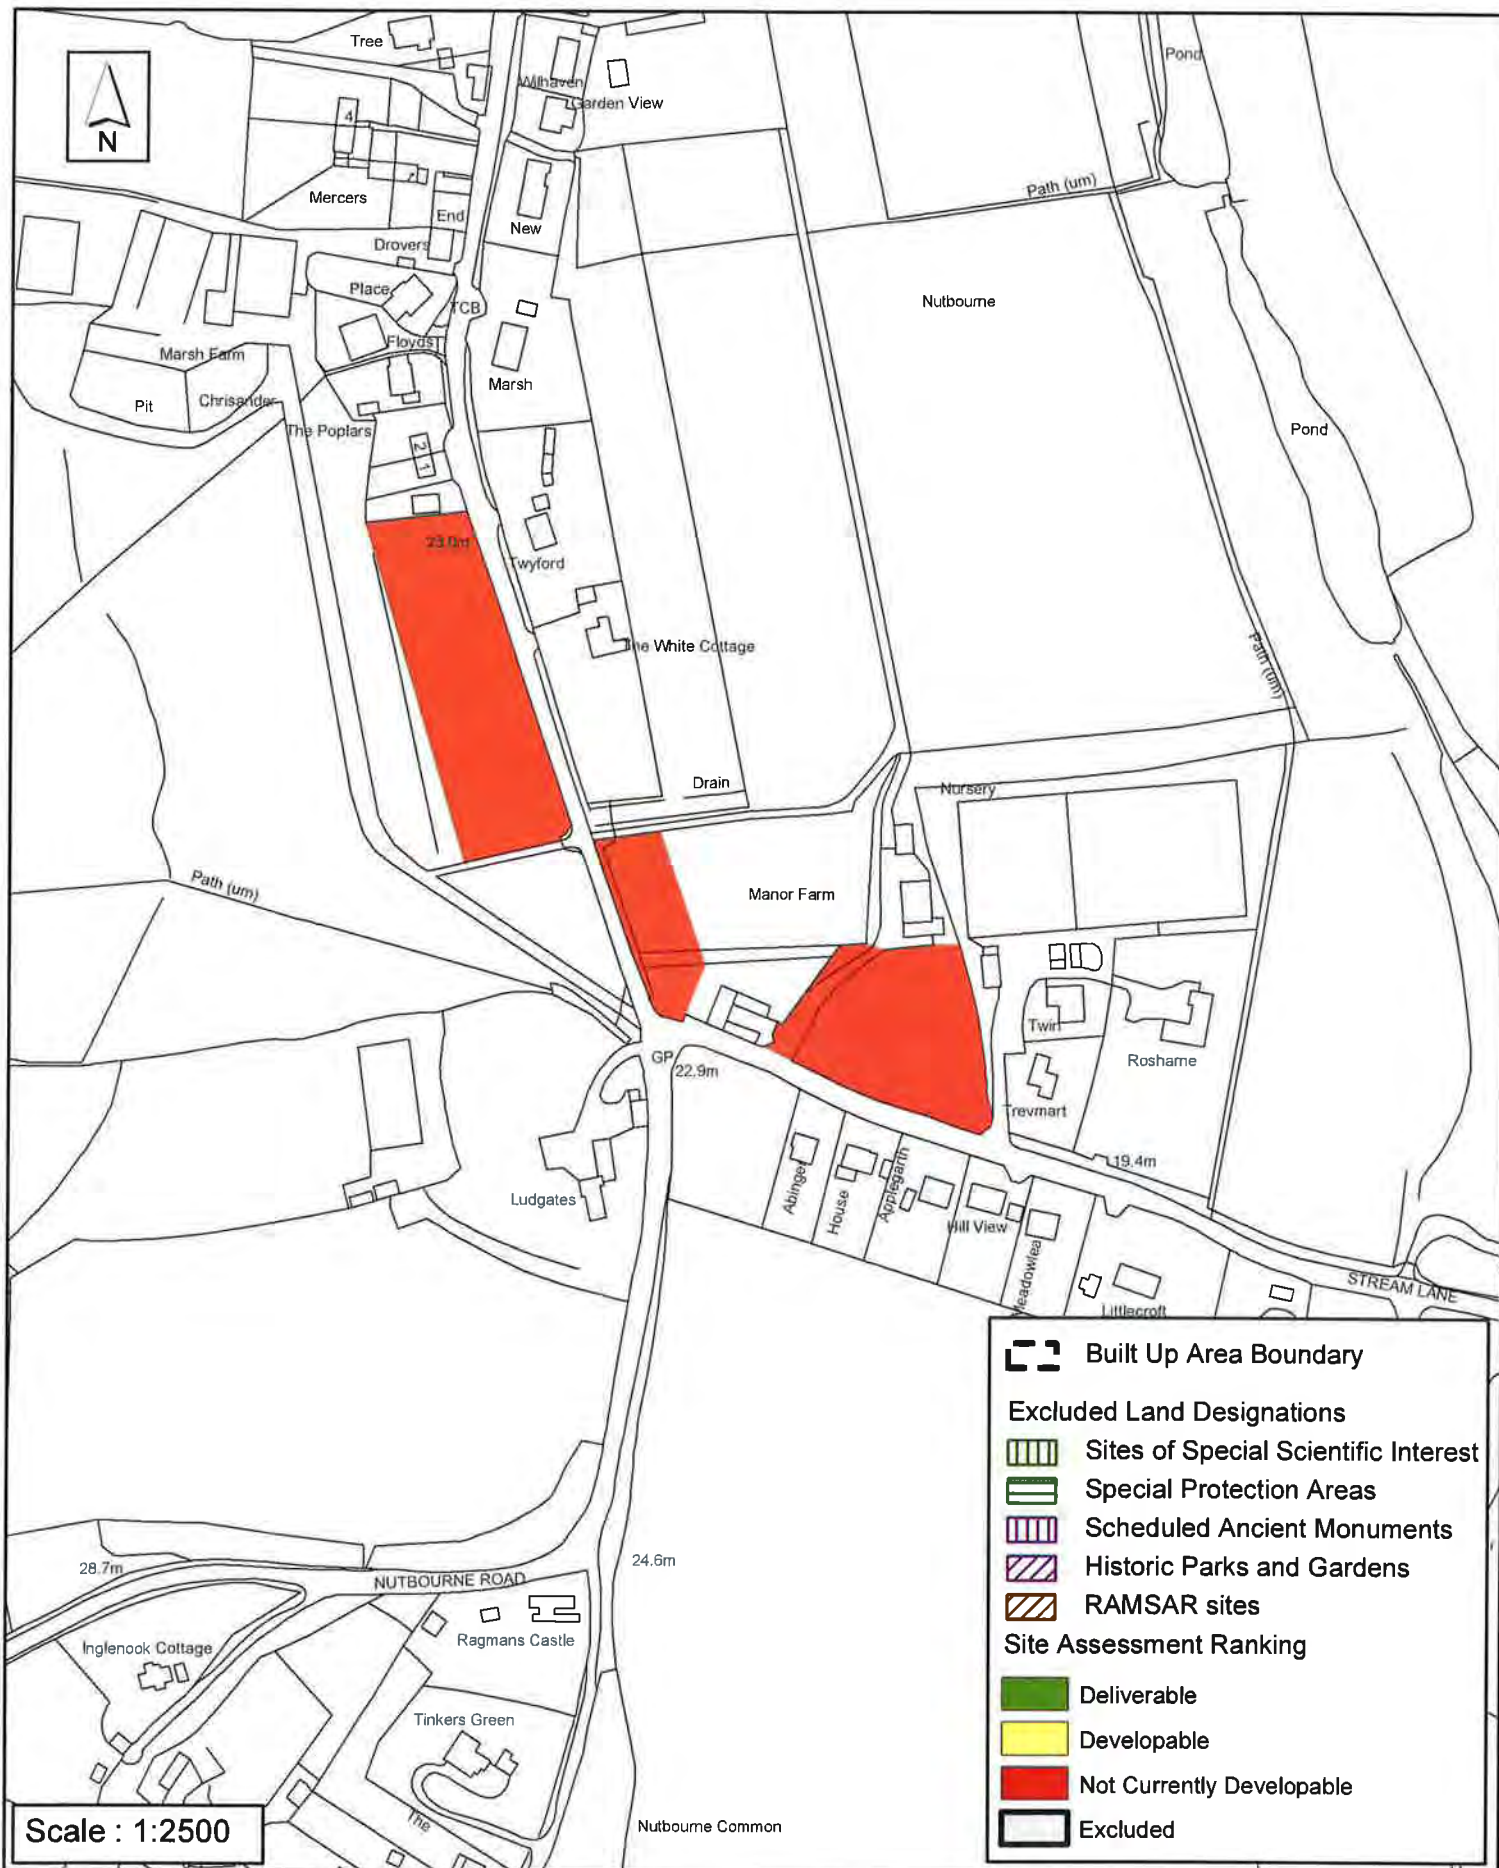 Tree
Wilhaven
Pond
Garden View
N
4
Path (um)
Mercers
End
New
Drovers
Place
TCB
Nutbourne
Floyds
Marsh Farm
Marsh
Pit
Chrisander
The Poplars
Pond
2
1
23.0m
Twyford
The White Cottage
Path (um)
Drain
Nursery
Path (um)
Manor Farm
Twin
GP
22.9m
Roshame
Trevmart
19.4m
Ludgates
Abinger
House
Applegarth
Hill View
Meadowlea
STREAM LANE
Littlecroft
Built Up Area Boundary
Excluded Land Designations
Sites of Special Scientific Interest
Special Protection Areas
Scheduled Ancient Monuments
Historic Parks and Gardens
RAMSAR sites
Site Assessment Ranking
Deliverable
Developable
Not Currently Developable
Excluded
28.7m
24.6m
NUTBOURNE ROAD
Inglenook Cottage
Ragmans Castle
Tinkers Green
The
Nutbourne Common
Scale : 1:2500